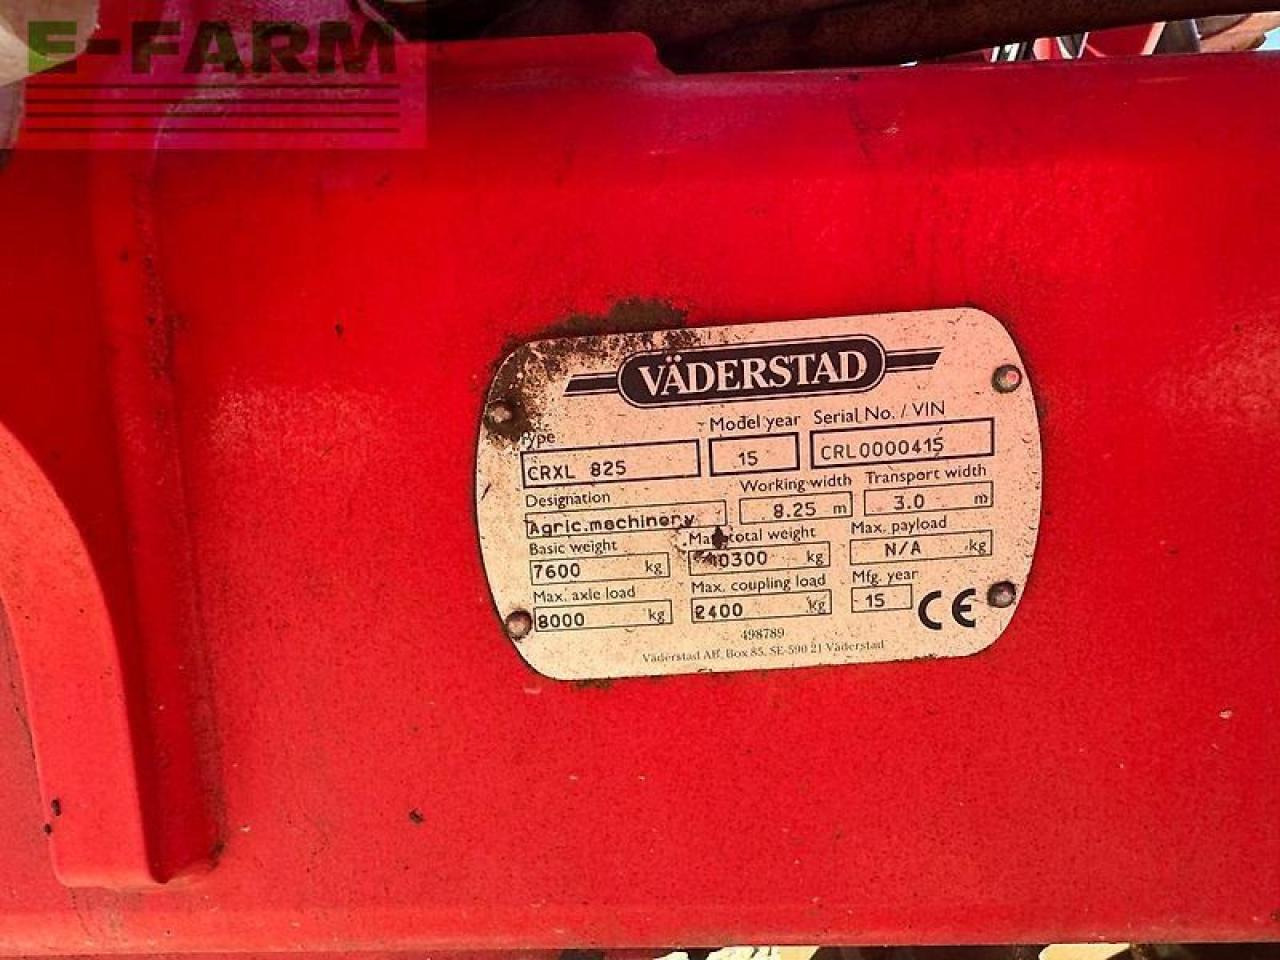 E-FARM
VÄDERSTAD
Type Model year Serial No. / VIN
CRXL 825 15 CRL0000415
Designation Working width Transport width
Agric.machinery 8.25 m 3.0 m
Basic weight Max. total weight Max. payload
7600 kg 10300 kg N/A kg
Max. axle load Max. coupling load Mfg. year
8000 kg 2400 kg 15 CE
498789
Väderstad AB, Box 85, SE-590 21 Väderstad